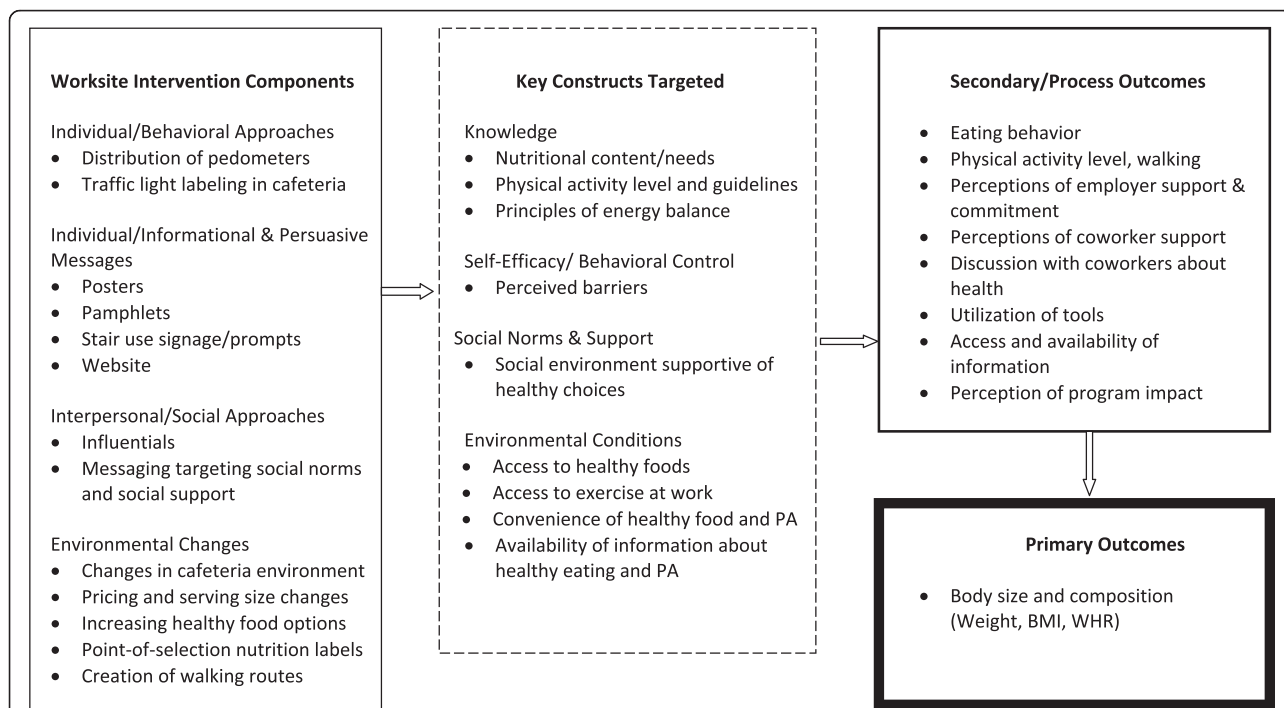 Worksite Intervention Components
Individual/Behavioral Approaches
• Distribution of pedometers
• Traffic light labeling in cafeteria
Individual/Informational & Persuasive
Messages
• Posters
• Pamphlets
• Stair use signage/prompts
• Website
Interpersonal/Social Approaches
• Influentials
• Messaging targeting social norms
and social support
Environmental Changes
• Changes in cafeteria environment
• Pricing and serving size changes
• Increasing healthy food options
• Point-of-selection nutrition labels
• Creation of walking routes
Key Constructs Targeted
Knowledge
• Nutritional content/needs
• Physical activity level and guidelines
• Principles of energy balance
Self-Efficacy/ Behavioral Control
• Perceived barriers
Social Norms & Support
• Social environment supportive of
healthy choices
Environmental Conditions
• Access to healthy foods
• Access to exercise at work
• Convenience of healthy food and PA
• Availability of information about
healthy eating and PA
Secondary/Process Outcomes
• Eating behavior
• Physical activity level, walking
• Perceptions of employer support &
commitment
• Perceptions of coworker support
• Discussion with coworkers about
health
• Utilization of tools
• Access and availability of
information
• Perception of program impact
Primary Outcomes
• Body size and composition
(Weight, BMI, WHR)